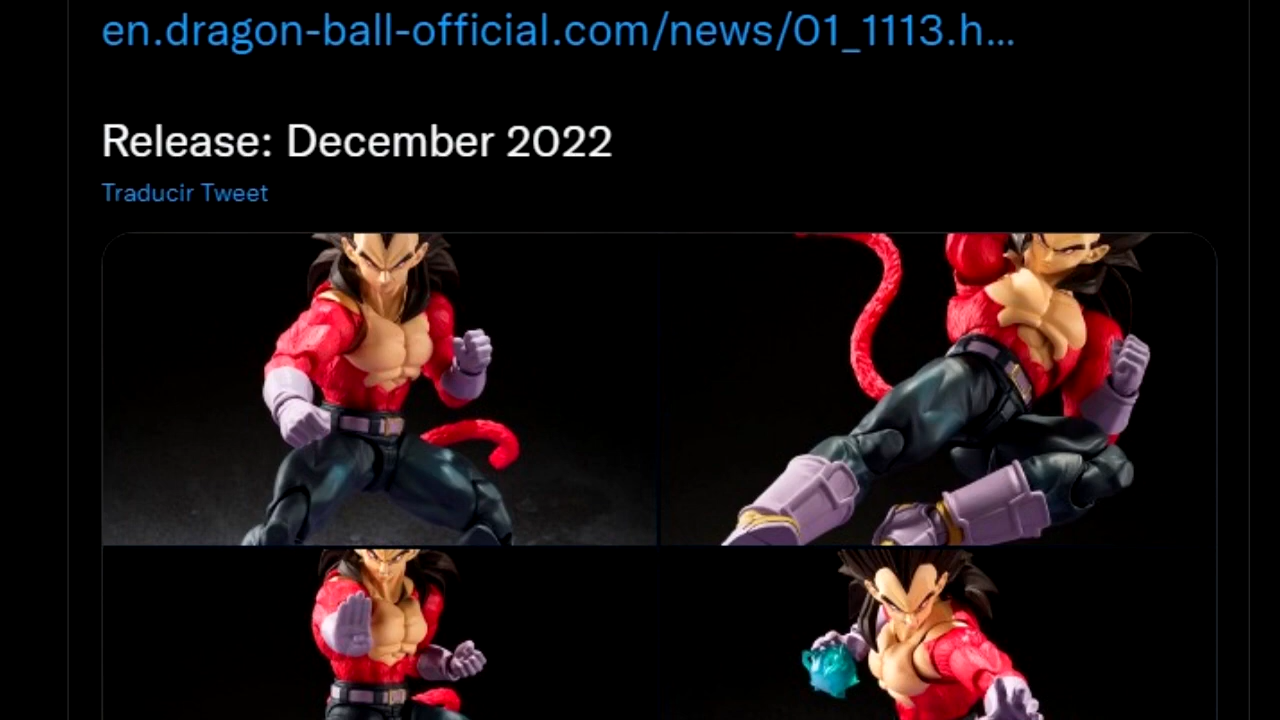 en.dragon-ball-official.com/news/01_1113.h…
Release: December 2022
Traducir Tweet